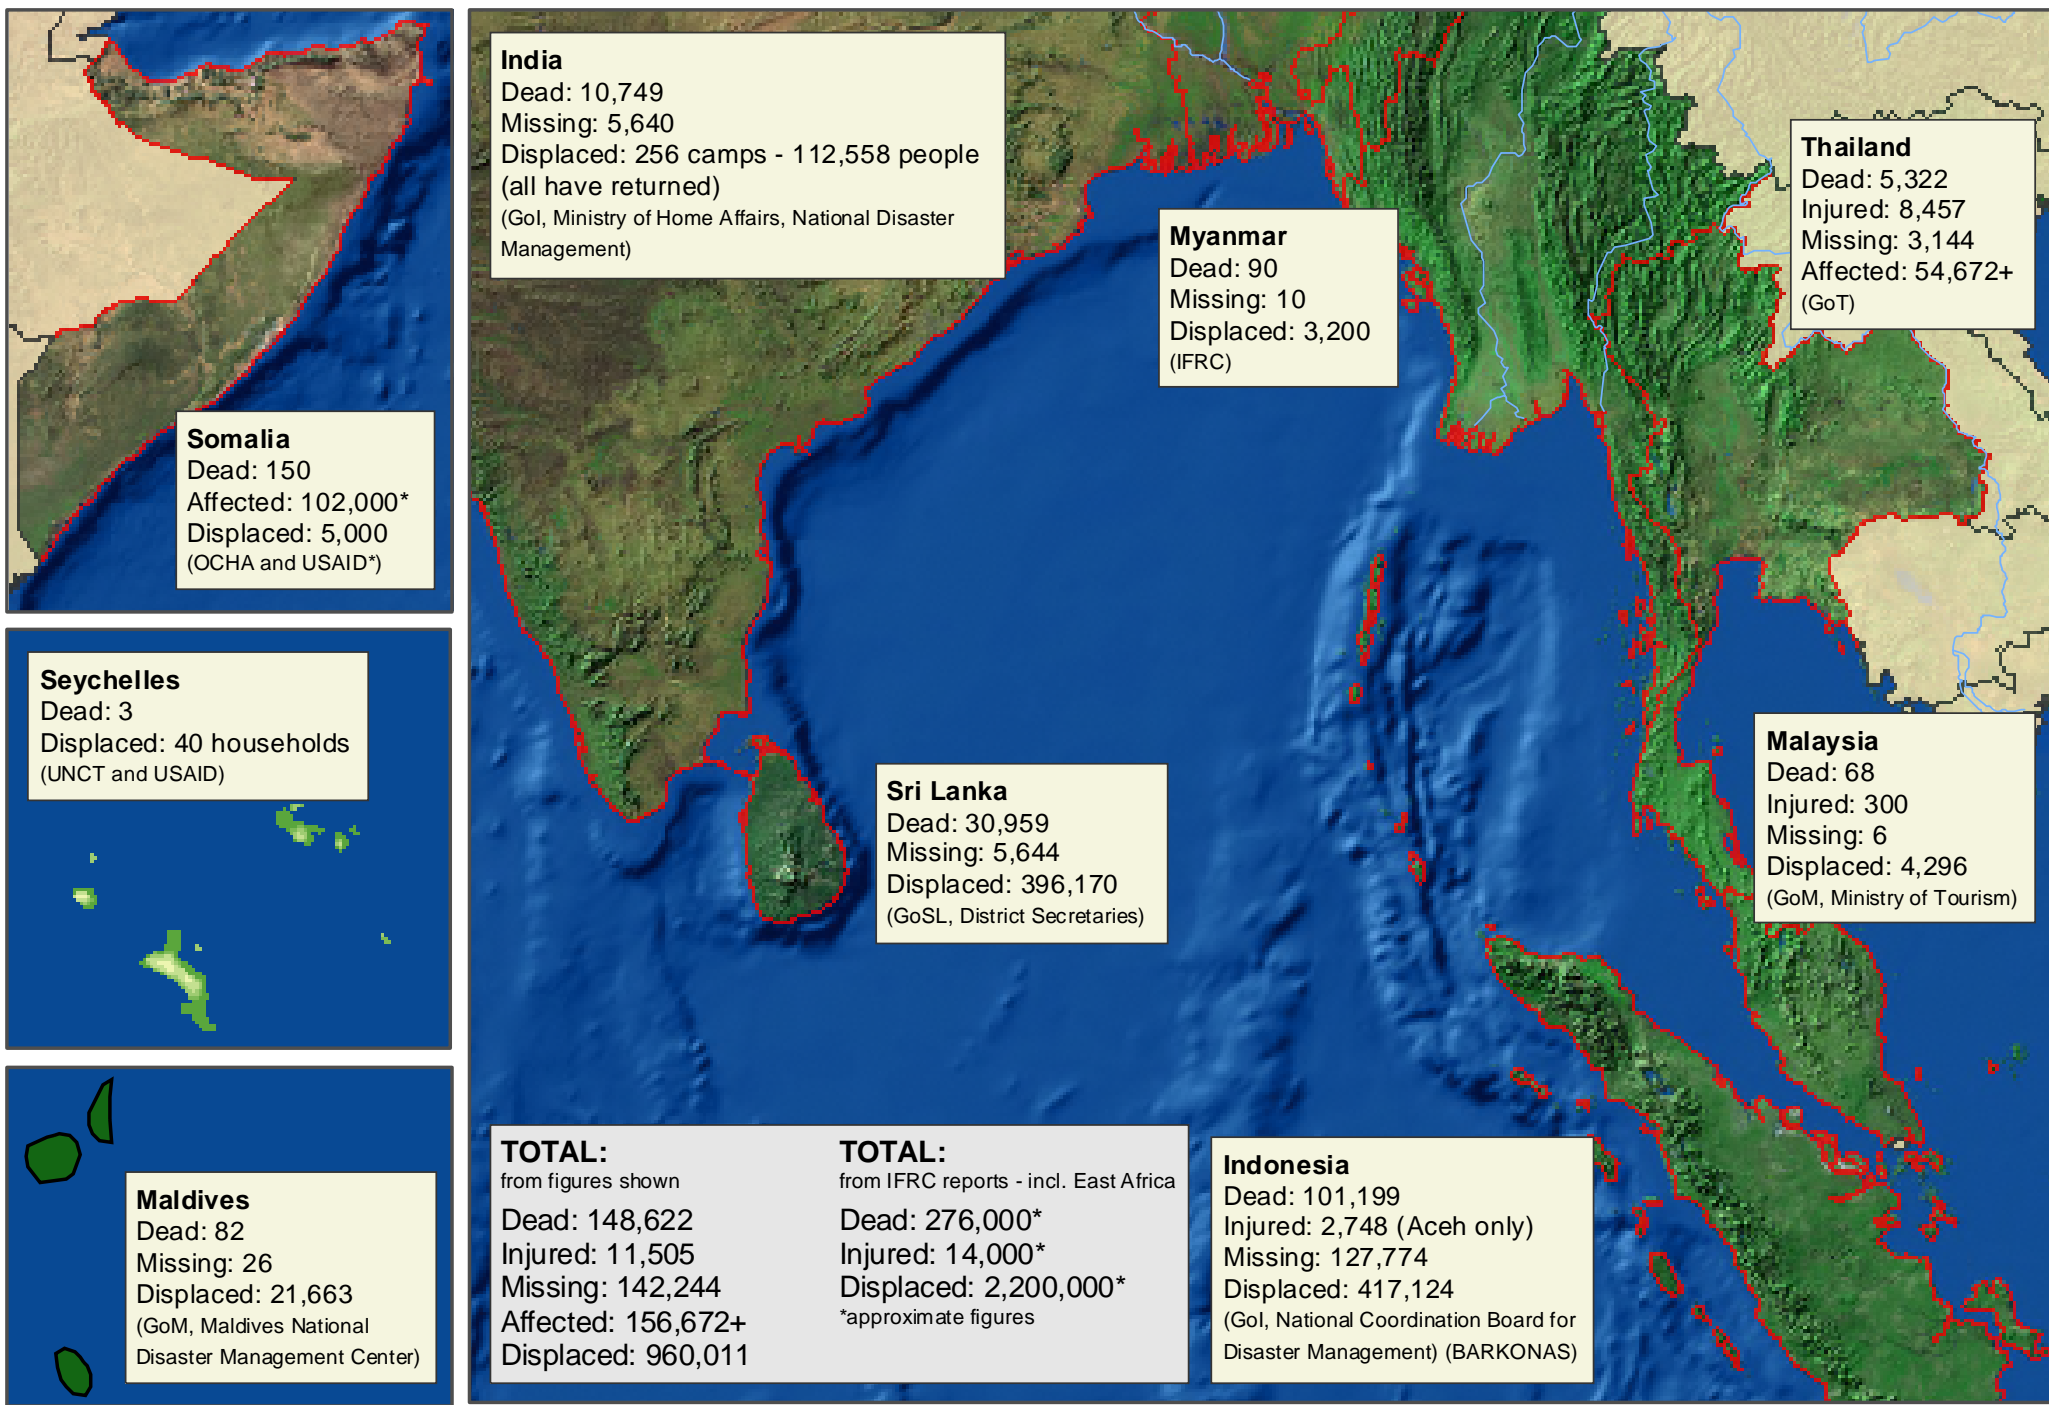 Somalia
Dead: 150
Affected: 102,000*
Displaced: 5,000
(OCHA and USAID*)
Seychelles
Dead: 3
Displaced: 40 households
(UNCT and USAID)
Maldives
Dead: 82
Missing: 26
Displaced: 21,663
(GoM, Maldives National
Disaster Management Center)
India
Dead: 10,749
Missing: 5,640
Displaced: 256 camps - 112,558 people
(all have returned)
(GoI, Ministry of Home Affairs, National Disaster
Management)
Myanmar
Dead: 90
Missing: 10
Displaced: 3,200
(IFRC)
Thailand
Dead: 5,322
Injured: 8,457
Missing: 3,144
Affected: 54,672+
(GoT)
Sri Lanka
Dead: 30,959
Missing: 5,644
Displaced: 396,170
(GoSL, District Secretaries)
Malaysia
Dead: 68
Injured: 300
Missing: 6
Displaced: 4,296
(GoM, Ministry of Tourism)
TOTAL:
from figures shown
Dead: 148,622
Injured: 11,505
Missing: 142,244
Affected: 156,672+
Displaced: 960,011
TOTAL:
from IFRC reports - incl. East Africa
Dead: 276,000*
Injured: 14,000*
Displaced: 2,200,000*
*approximate figures
Indonesia
Dead: 101,199
Injured: 2,748 (Aceh only)
Missing: 127,774
Displaced: 417,124
(GoI, National Coordination Board for
Disaster Management) (BARKONAS)